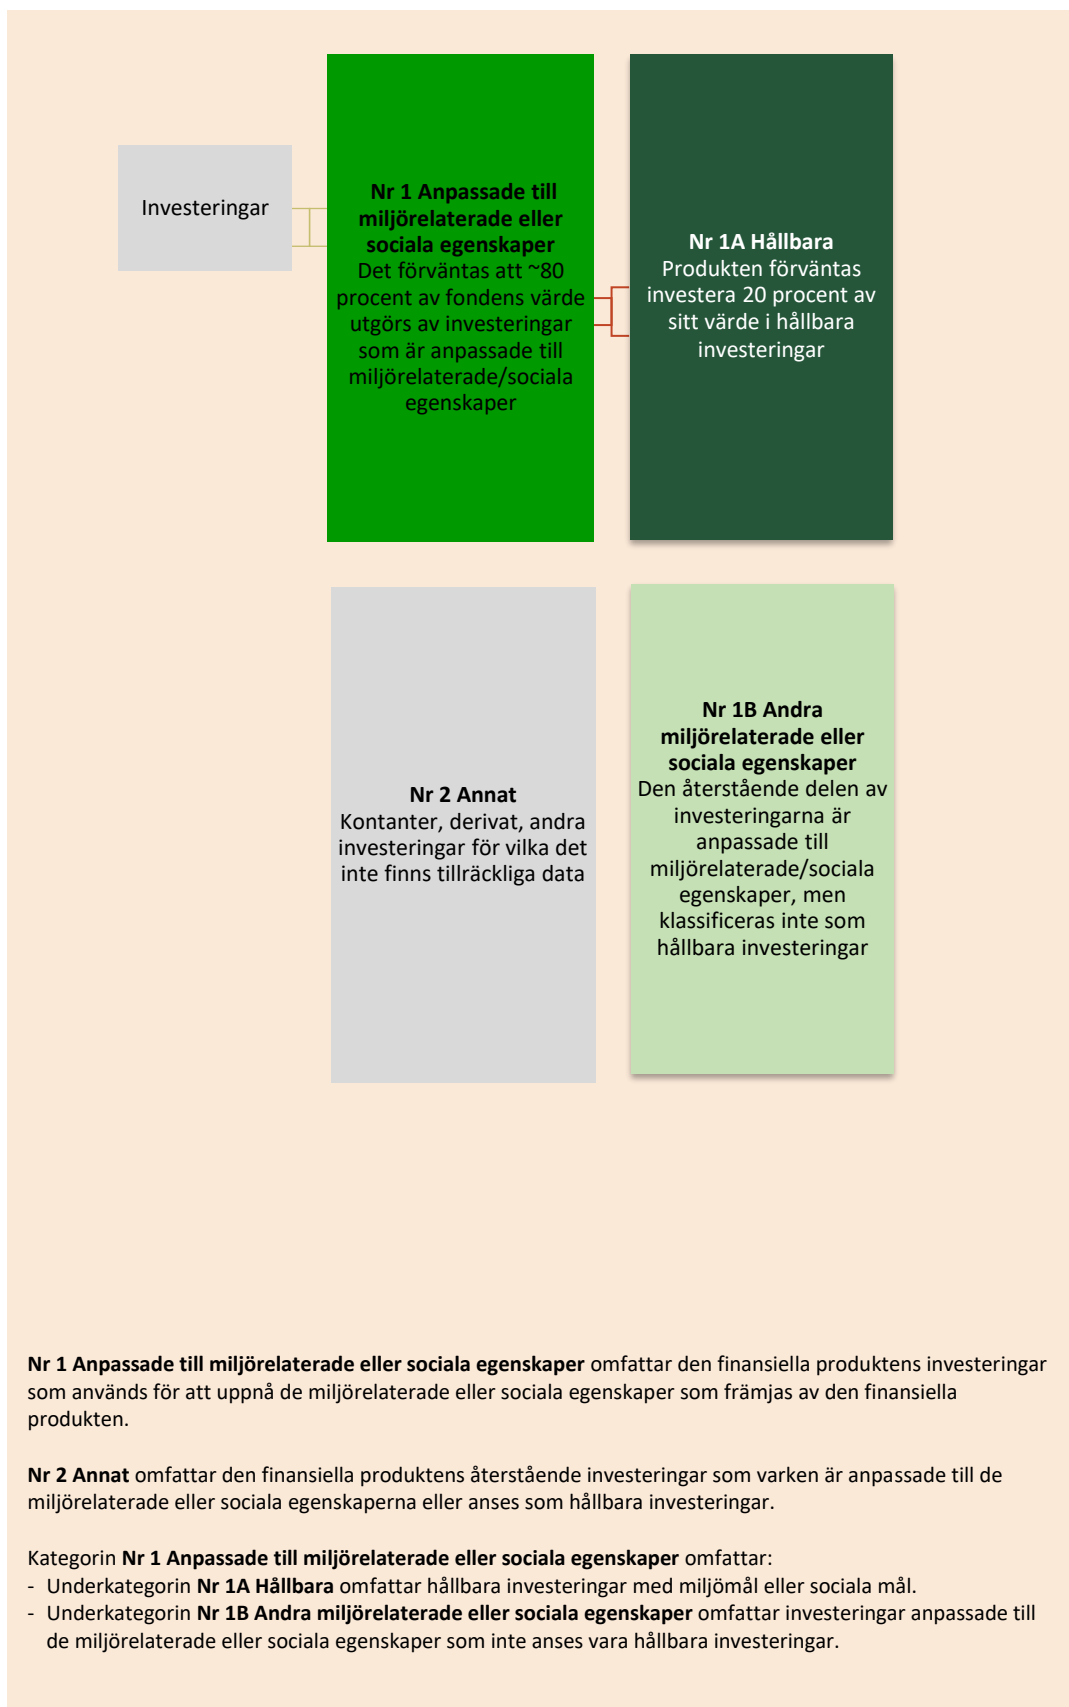 Investeringar
Nr 1 Anpassade till
miljörelaterade eller
sociala egenskaper
Det förväntas att ~80
procent av fondens värde
utgörs av investeringar
som är anpassade till
miljörelaterade/sociala
egenskaper
Nr 1A Hållbara
Produkten förväntas
investera 20 procent av
sitt värde i hållbara
investeringar
Nr 2 Annat
Kontanter, derivat, andra
investeringar för vilka det
inte finns tillräckliga data
Nr 1B Andra
miljörelaterade eller
sociala egenskaper
Den återstående delen av
investeringarna är
anpassade till
miljörelaterade/sociala
egenskaper, men
klassificeras inte som
hållbara investeringar
Nr 1 Anpassade till miljörelaterade eller sociala egenskaper omfattar den finansiella produktens investeringar
som används för att uppnå de miljörelaterade eller sociala egenskaper som främjas av den finansiella
produkten.
Nr 2 Annat omfattar den finansiella produktens återstående investeringar som varken är anpassade till de
miljörelaterade eller sociala egenskaperna eller anses som hållbara investeringar.
Kategorin Nr 1 Anpassade till miljörelaterade eller sociala egenskaper omfattar:
- Underkategorin Nr 1A Hållbara omfattar hållbara investeringar med miljömål eller sociala mål.
- Underkategorin Nr 1B Andra miljörelaterade eller sociala egenskaper omfattar investeringar anpassade till
de miljörelaterade eller sociala egenskaper som inte anses vara hållbara investeringar.